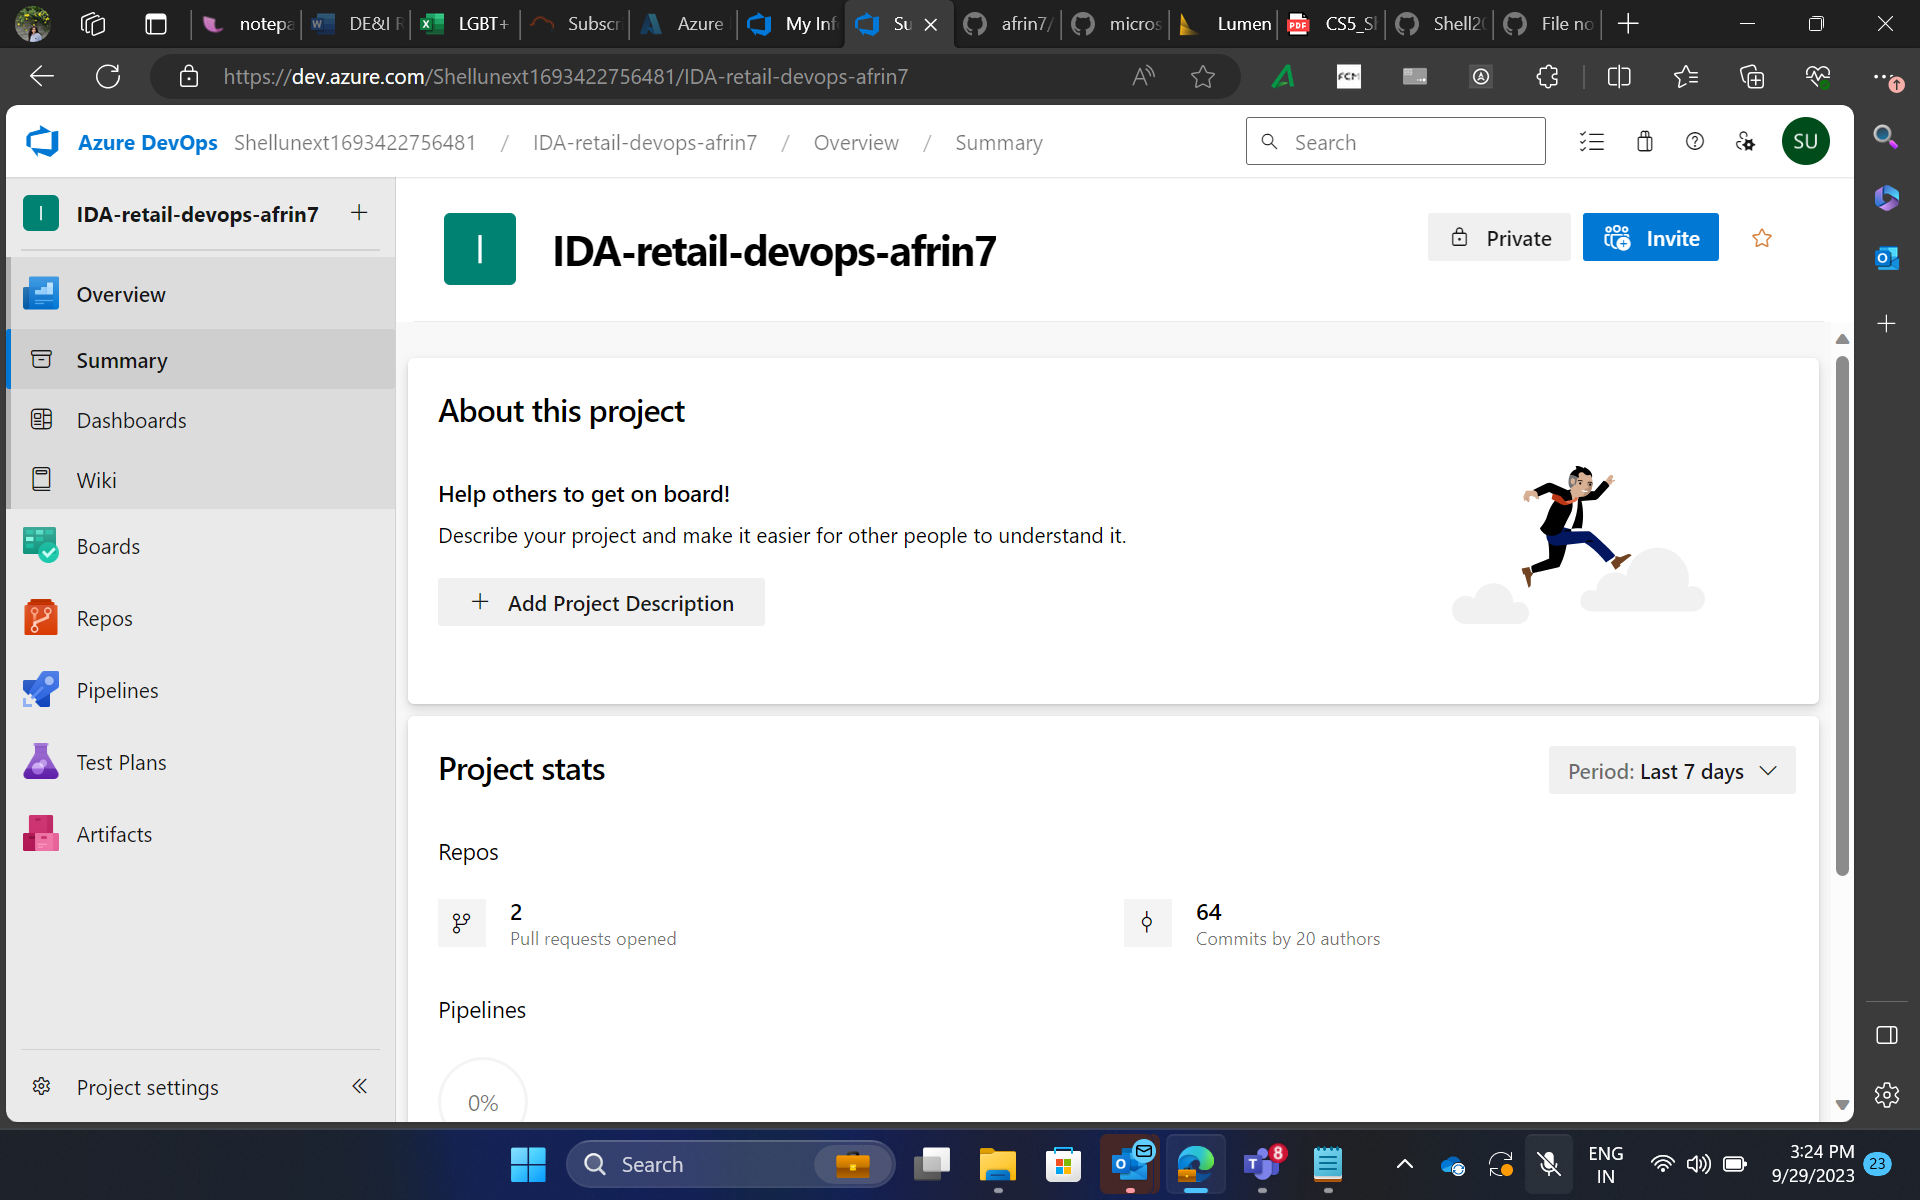 notepa
DE&I R
LGBT+
Subscri
Azure
My Inf
Su
afrin7/
micros
Lumen
CS5_Sh
Shell20
File no
https://dev.azure.com/Shellunext1693422756481/IDA-retail-devops-afrin7
Azure DevOps Shellunext1693422756481 / IDA-retail-devops-afrin7 / Overview / Summary
Search
SU
I IDA-retail-devops-afrin7
Overview
Summary
Dashboards
Wiki
Boards
Repos
Pipelines
Test Plans
Artifacts
Project settings
I IDA-retail-devops-afrin7
Private
Invite
About this project
Help others to get on board!
Describe your project and make it easier for other people to understand it.
Add Project Description
Project stats
Period: Last 7 days
Repos
2
Pull requests opened
64
Commits by 20 authors
Pipelines
0%
Search
8
ENG
IN
3:24 PM
9/29/2023
23